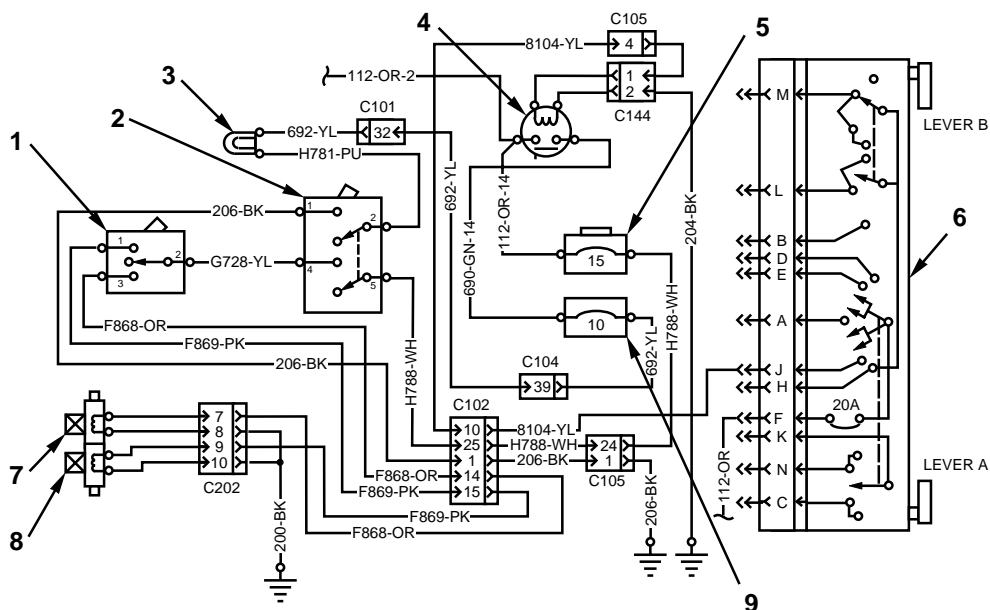 4
C105
8104-YL
4
5
112-OR-2
1
2
C144
3
C101
692-YL
32
H781-PU
2
1
M
LEVER B
692-YL
112-OR-14
690-GN-14
204-BK
206-BK
1
2
L
6
1
2
3
G728-YL
4
5
15
B
D
E
10
H788-WH
A
F868-OR
F869-PK
206-BK
H788-WH
692-YL
C104
39
J
H
C102
20A
7
8
9
10
C202
10
25
1
14
15
8104-YL
H788-WH
206-BK
24
1
C105
F
K
N
C
LEVER A
F868-OR
F869-PK
F869-PK
F868-OR
200-BK
206-BK
112-OR
7
8
9